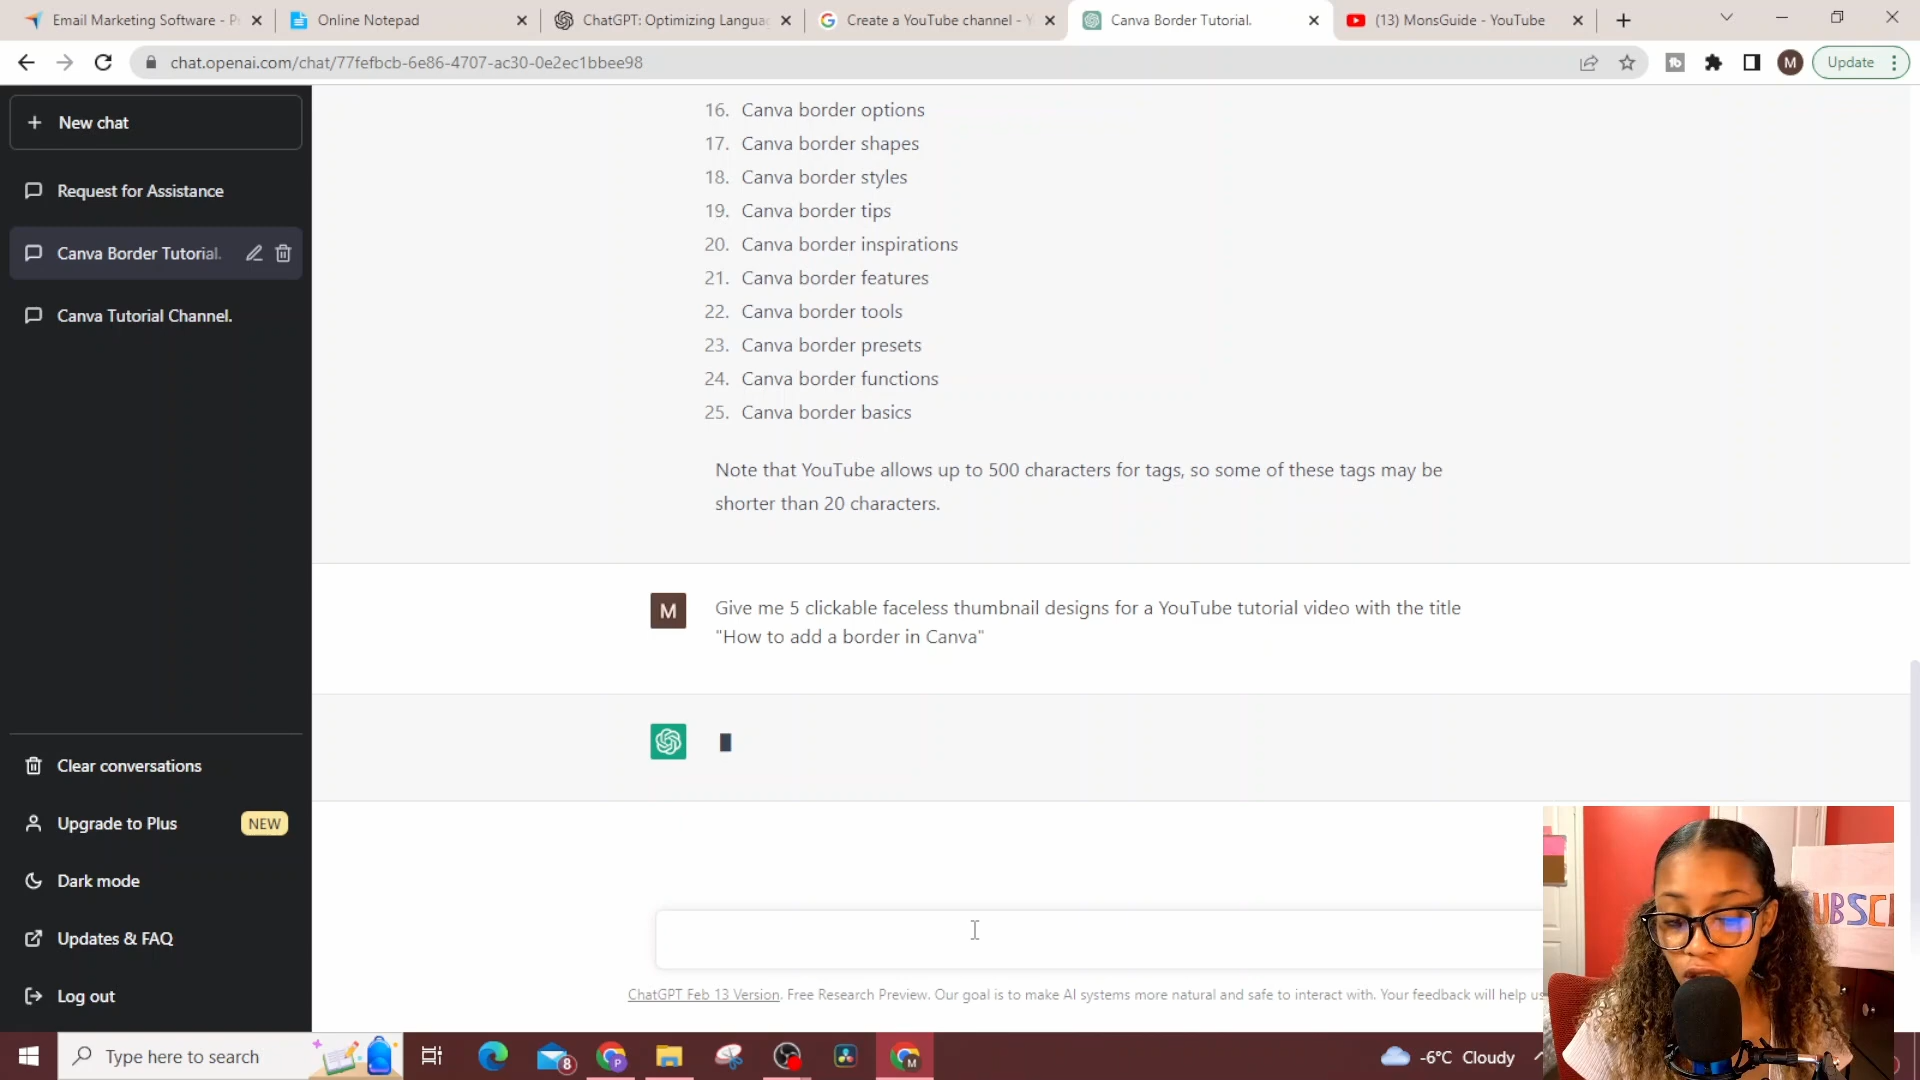 Email Marketing Software - P
Online Notepad
ChatGPT: Optimizing Langua
Create a YouTube channel - Y
Canva Border Tutorial.
(13) MonsGuide - YouTube
chat.openai.com/chat/77fefbcb-6e86-4707-ac30-0e2ec1bbee98
M
Update
New chat
Request for Assistance
Canva Border Tutorial.
Canva Tutorial Channel.
16. Canva border options
17. Canva border shapes
18. Canva border styles
19. Canva border tips
20. Canva border inspirations
21. Canva border features
22. Canva border tools
23. Canva border presets
24. Canva border functions
25. Canva border basics
Note that YouTube allows up to 500 characters for tags, so some of these tags may be
shorter than 20 characters.
M
Give me 5 clickable faceless thumbnail designs for a YouTube tutorial video with the title
"How to add a border in Canva"
Clear conversations
Upgrade to Plus NEW
Dark mode
Updates & FAQ
Log out
ChatGPT Feb 13 Version. Free Research Preview. Our goal is to make AI systems more natural and safe to interact with. Your feedback will help us
UBSC
Type here to search
8
P
M
-6°C Cloudy